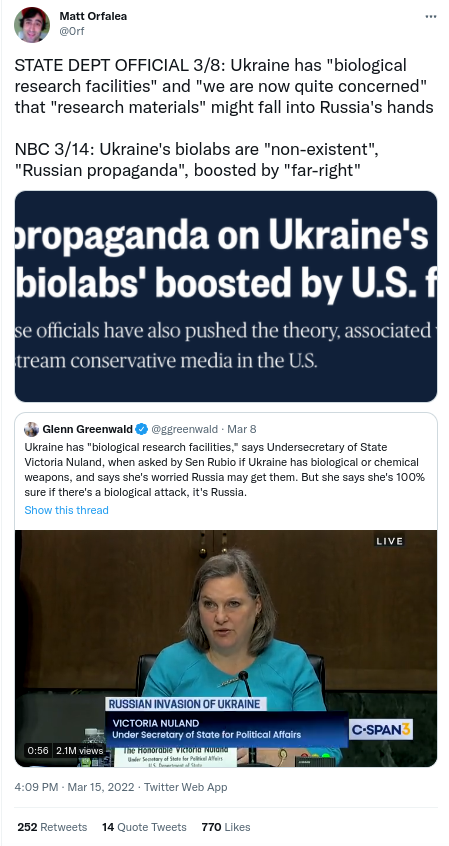 Matt Orfalea
@0rf
STATE DEPT OFFICIAL 3/8: Ukraine has "biological
research facilities" and "we are now quite concerned"
that "research materials" might fall into Russia's hands
NBC 3/14: Ukraine's biolabs are "non-existent",
"Russian propaganda", boosted by "far-right"
propaganda on Ukraine's
biolabs' boosted by U.S. f
se officials have also pushed the theory, associated
stream conservative media in the U.S.
Glenn Greenwald @ggreenwald · Mar 8
Ukraine has "biological research facilities," says Undersecretary of State
Victoria Nuland, when asked by Sen Rubio if Ukraine has biological or chemical
weapons, and says she's worried Russia may get them. But she says she's 100%
sure if there's a biological attack, it's Russia.
Show this thread
LIVE
RUSSIAN INVASION OF UKRAINE
VICTORIA NULAND
Under Secretary of State for Political Affairs
C-SPAN3
0:56 2.1M views
The Honorable Victoria Nuland
Under Secretary of State for Political Affairs
U.S. Department of State
4:09 PM · Mar 15, 2022 · Twitter Web App
252 Retweets 14 Quote Tweets 770 Likes